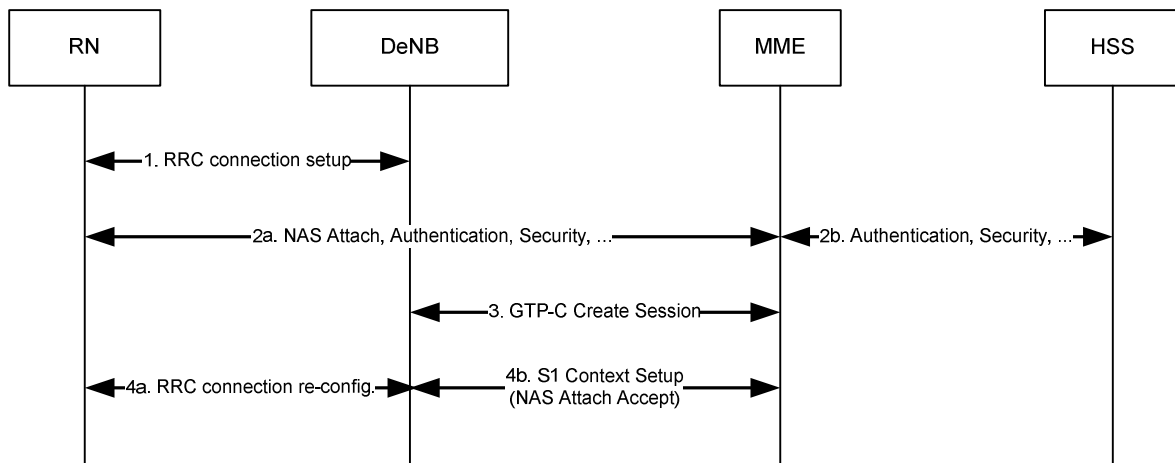 RN
DeNB
MME
HSS
1. RRC connection setup
2a. NAS Attach, Authentication, Security, ...
2b. Authentication, Security, ...
3. GTP-C Create Session
4a. RRC connection re-config.
4b. S1 Context Setup
(NAS Attach Accept)